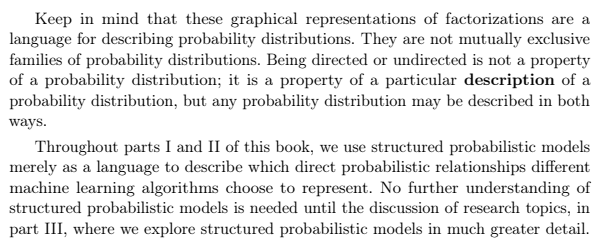 Keep in mind that these graphical representations of factorizations are a
language for describing probability distributions. They are not mutually exclusive
families of probability distributions. Being directed or undirected is not a property
of a probability distribution; it is a property of a particular description of a
probability distribution, but any probability distribution may be described in both
ways.
Throughout parts I and II of this book, we use structured probabilistic models
merely as a language to describe which direct probabilistic relationships different
machine learning algorithms choose to represent. No further understanding of
structured probabilistic models is needed until the discussion of research topics, in
part III, where we explore structured probabilistic models in much greater detail.